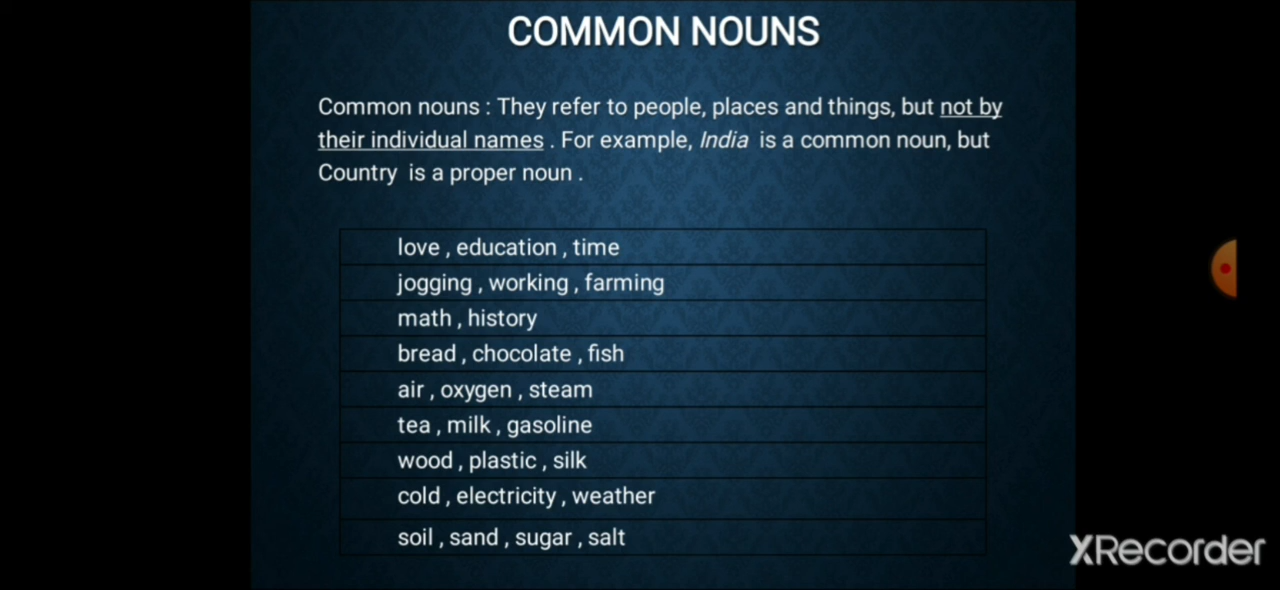 COMMON NOUNS
Common nouns : They refer to people, places and things, but not by
their individual names . For example, India is a common noun, but
Country is a proper noun .
love , education , time
jogging , working , farming
math , history
bread , chocolate , fish
air , oxygen , steam
tea , milk , gasoline
wood , plastic , silk
cold , electricity , weather
soil , sand , sugar , salt
XRecorder